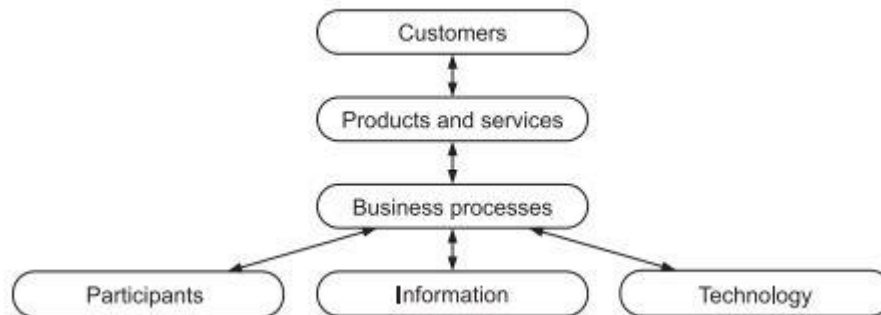 Customers
Products and services
Business processes
Participants
Information
Technology